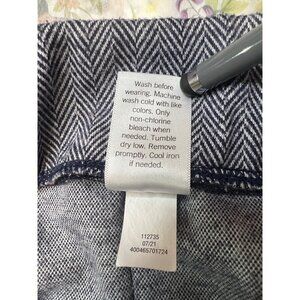 Wash before
wearing. Machine
wash cold with like
colors. Only
non-chlorine
bleach when
needed. Tumble
dry low. Remove
promptly. Cool iron
if needed.
112735
07/21
400465701724